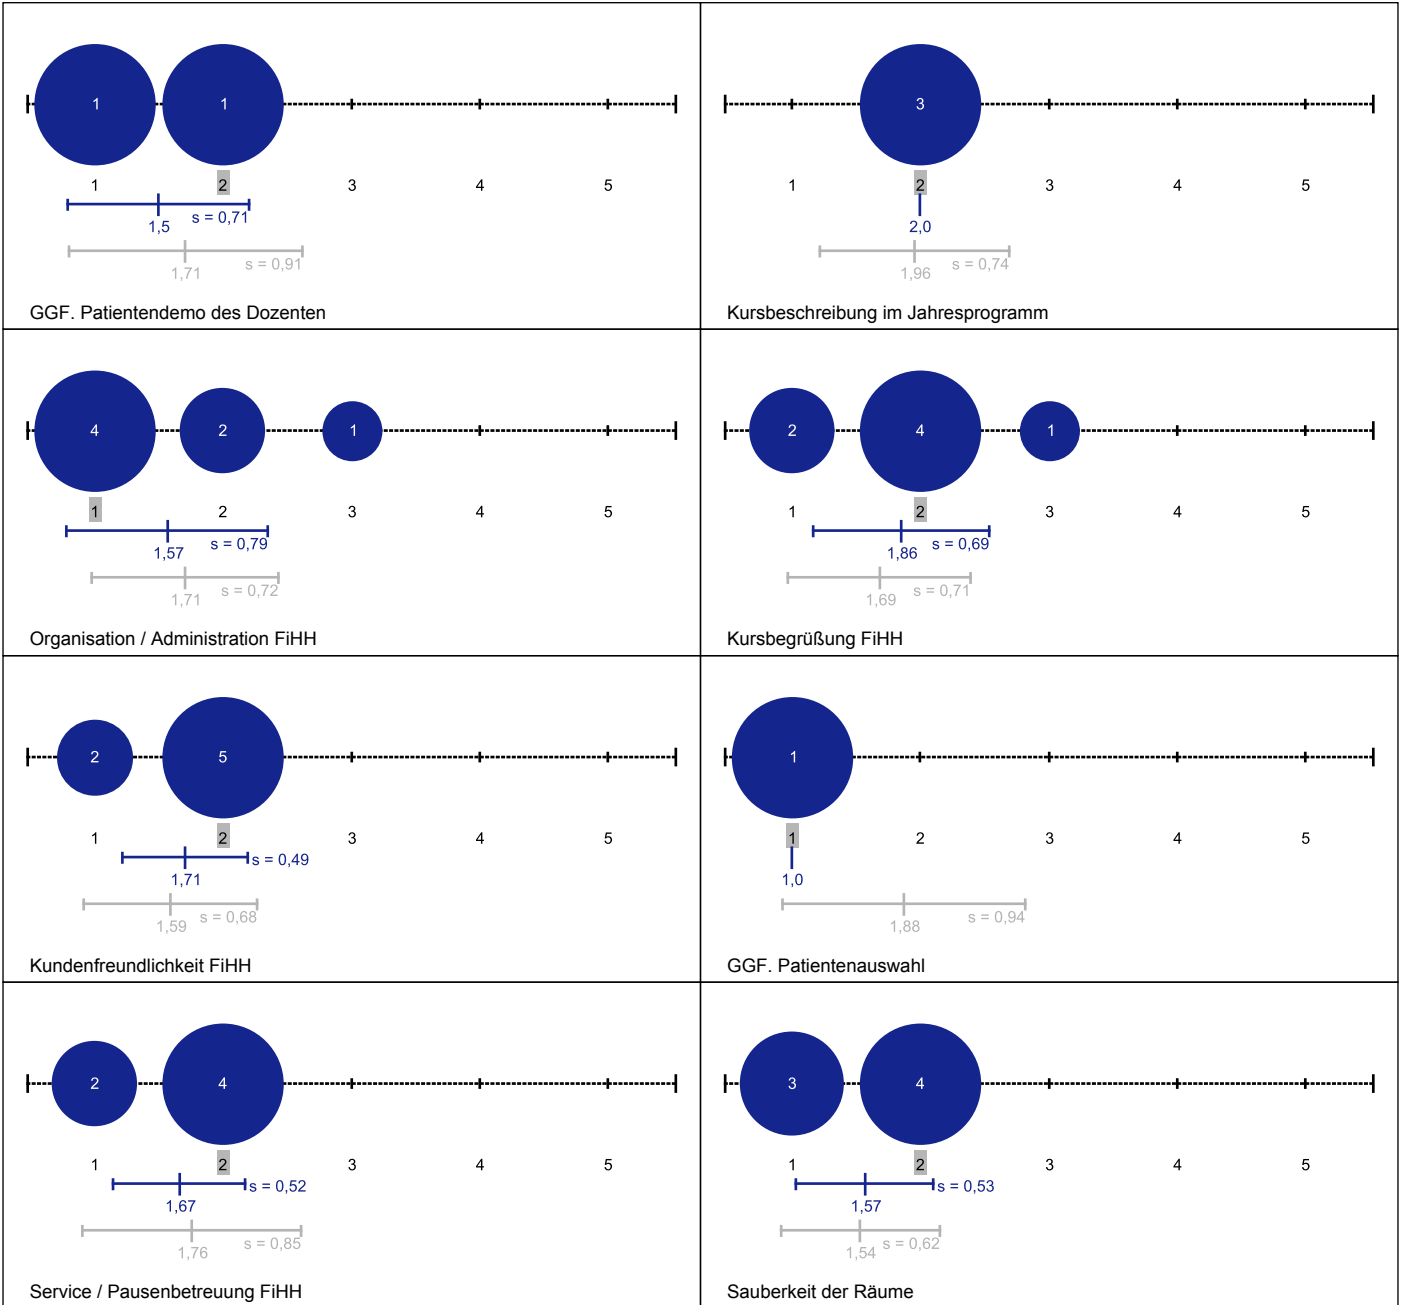 1 1
1 2 3 4 5
s = 0,71
1,5
s = 0,91
1,71
GGF. Patientendemo des Dozenten
3
1 2 3 4 5
2,0
s = 0,74
1,96
Kursbeschreibung im Jahresprogramm
4 2 1
1 2 3 4 5
s = 0,79
1,57
s = 0,72
1,71
Organisation / Administration FiHH
2 4 1
1 2 3 4 5
s = 0,69
1,86
s = 0,71
1,69
Kursbegrüßung FiHH
2 5
1 2 3 4 5
s = 0,49
1,71
s = 0,68
1,59
Kundenfreundlichkeit FiHH
1
1 2 3 4 5
1,0
s = 0,94
1,88
GGF. Patientenauswahl
2 4
1 2 3 4 5
s = 0,52
1,67
s = 0,85
1,76
Service / Pausenbetreuung FiHH
3 4
1 2 3 4 5
s = 0,53
1,57
s = 0,62
1,54
Sauberkeit der Räume